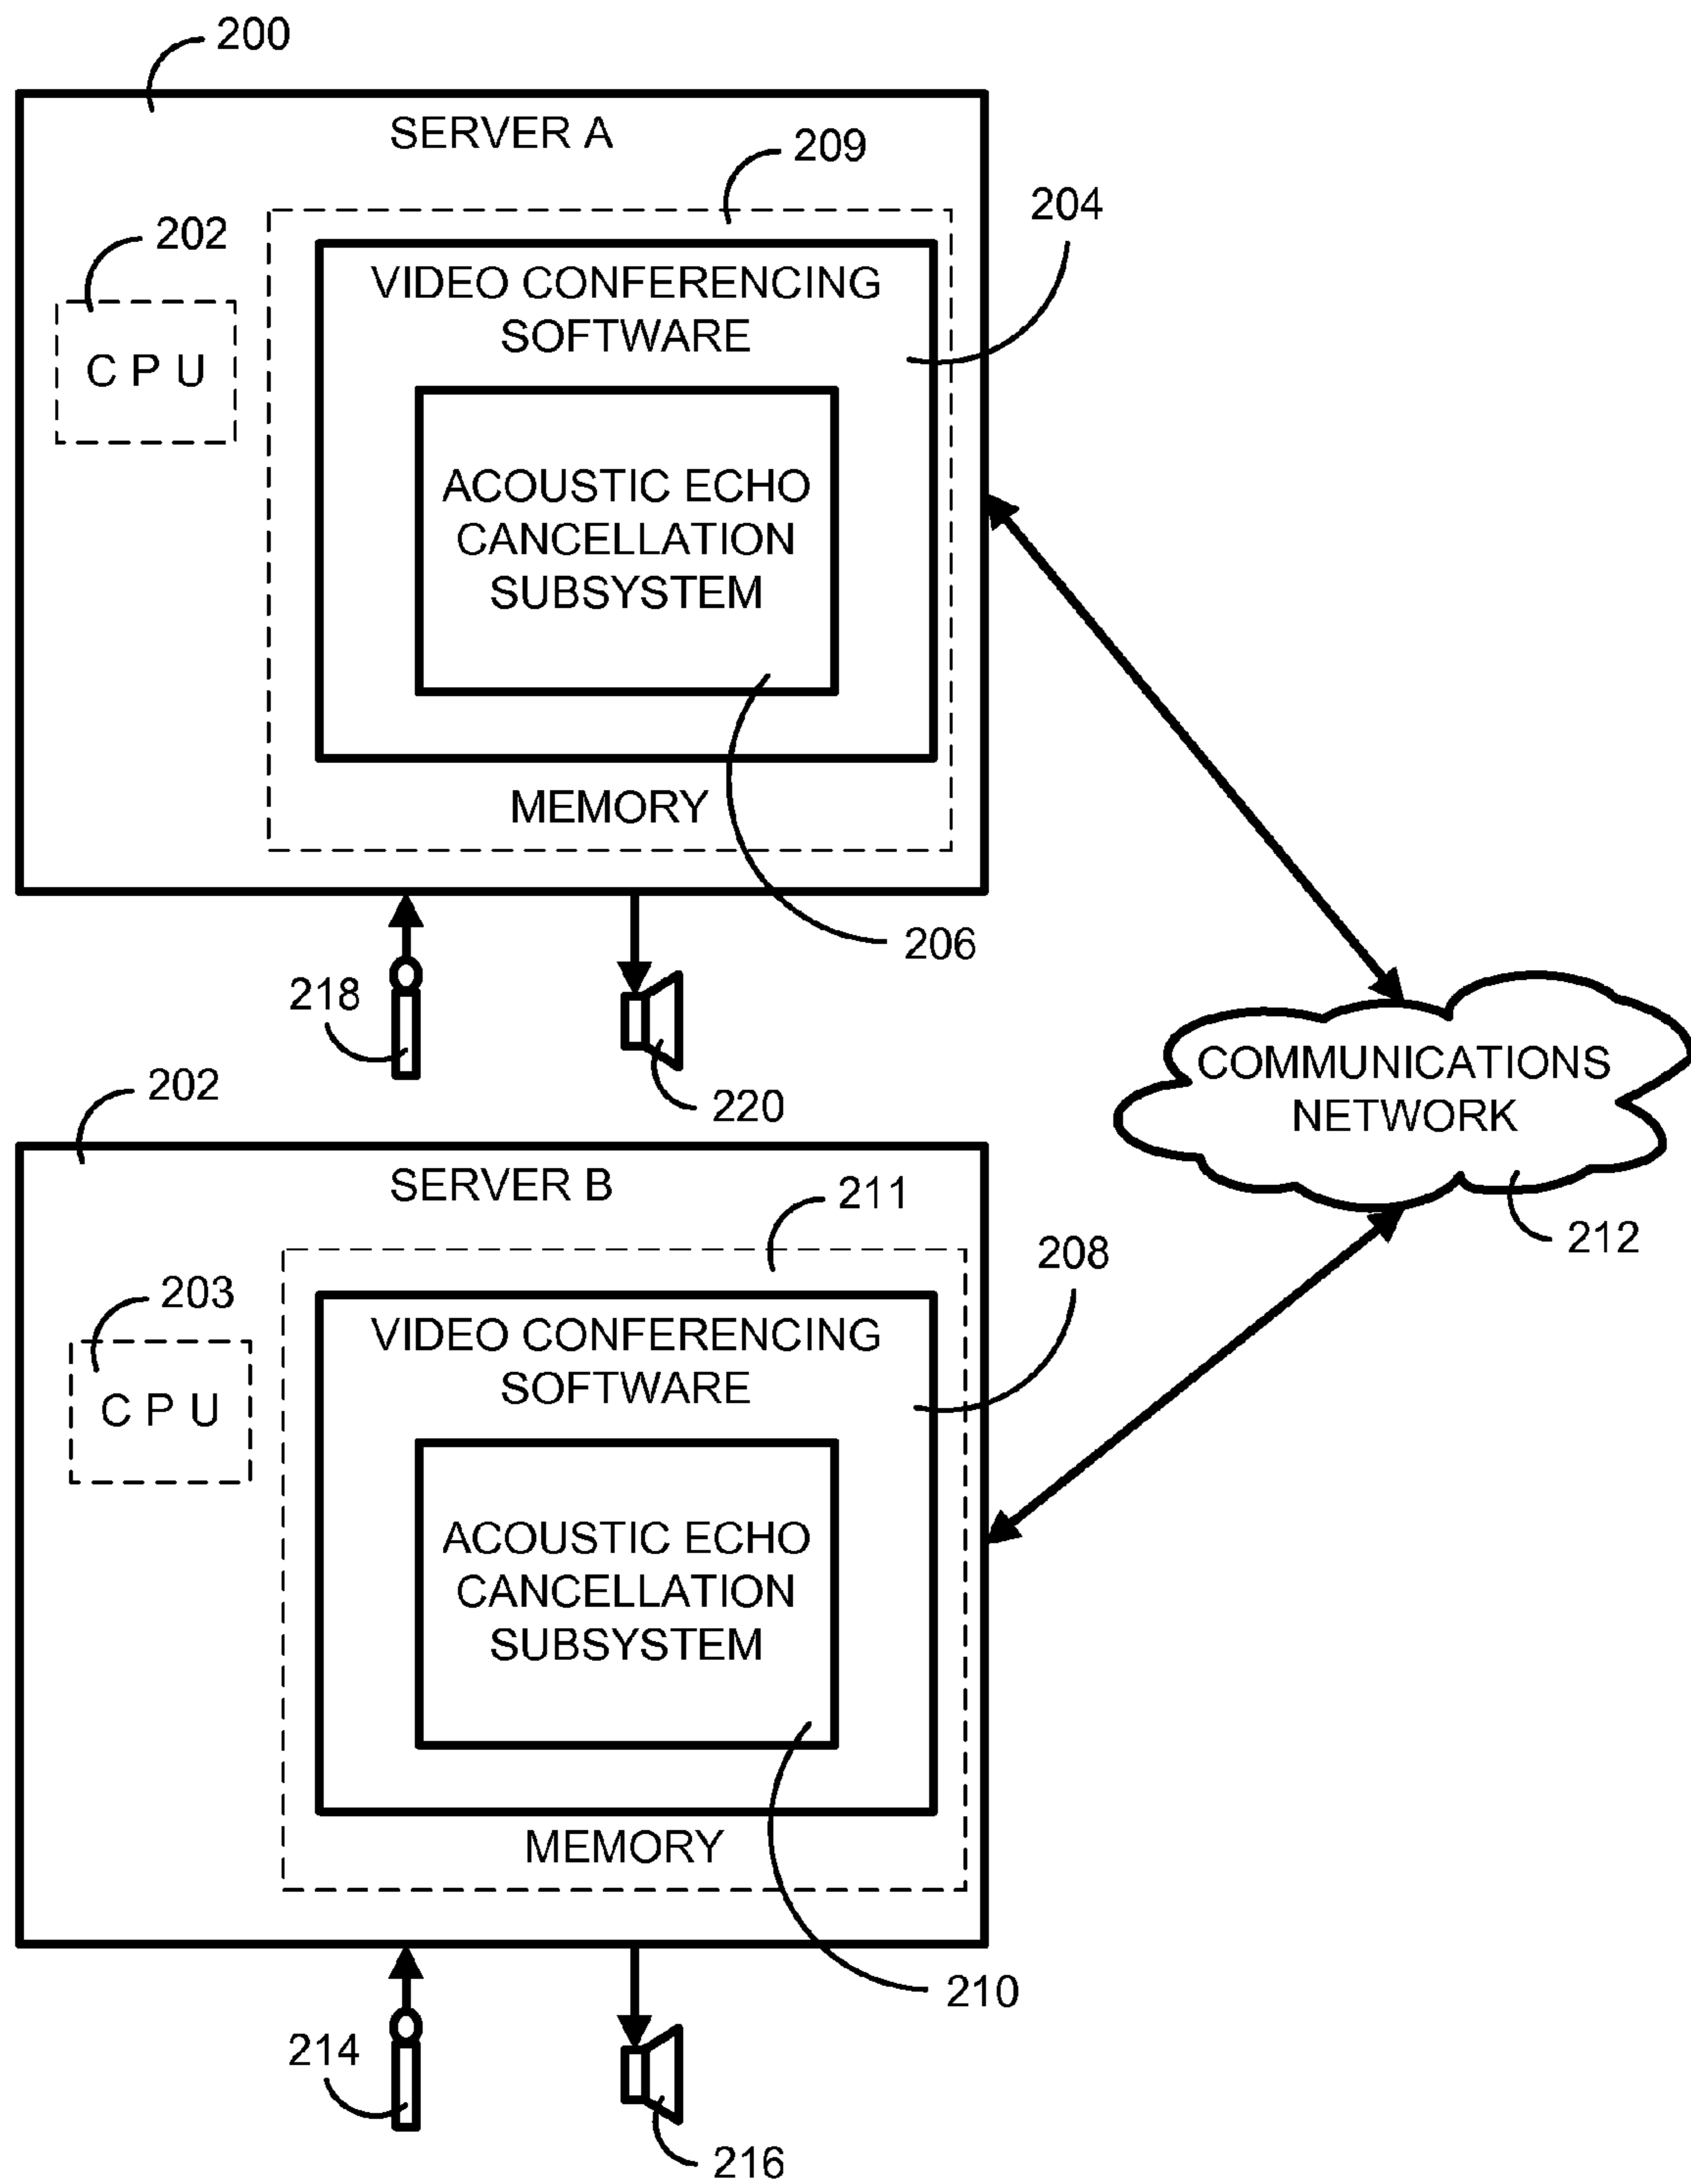 200
SERVER A
209
204
202
VIDEO CONFERENCING
SOFTWARE
C P U
ACOUSTIC ECHO
CANCELLATION
SUBSYSTEM
MEMORY
206
218
220
COMMUNICATIONS
NETWORK
212
202
SERVER B
211
208
203
VIDEO CONFERENCING
SOFTWARE
C P U
ACOUSTIC ECHO
CANCELLATION
SUBSYSTEM
MEMORY
210
214
216